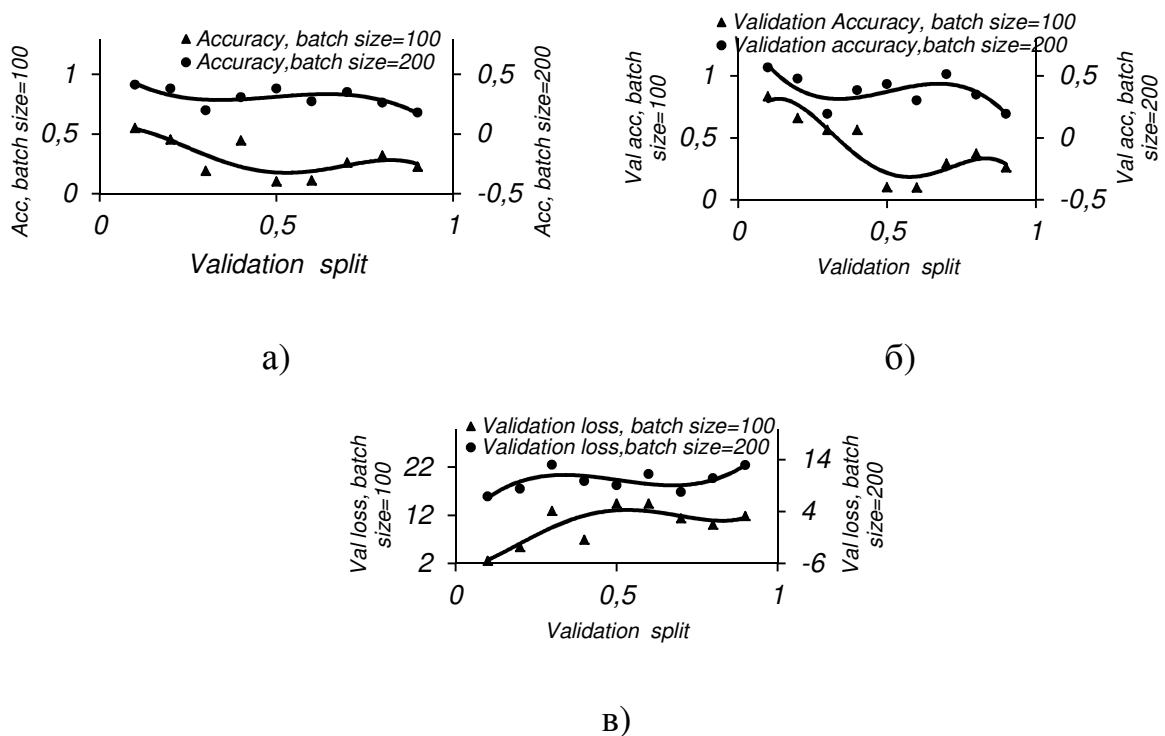 Accuracy, batch size=100
Accuracy,batch size=200
Acc, batch size=100
1
0,5
0
0,5
0
-0,5
Acc, batch size=200
0
0,5
1
Validation split
а)
Validation Accuracy, batch size=100
Validation accuracy,batch size=200
Val acc, batch
size=100
1
0,5
0
0,5
0
-0,5
Val acc, batch
size=200
0
0,5
1
Validation split
б)
Validation loss, batch size=100
Validation loss,batch size=200
Val loss, batch
size=100
22
12
2
14
4
-6
Val loss, batch
size=200
0
0,5
1
Validation split
в)